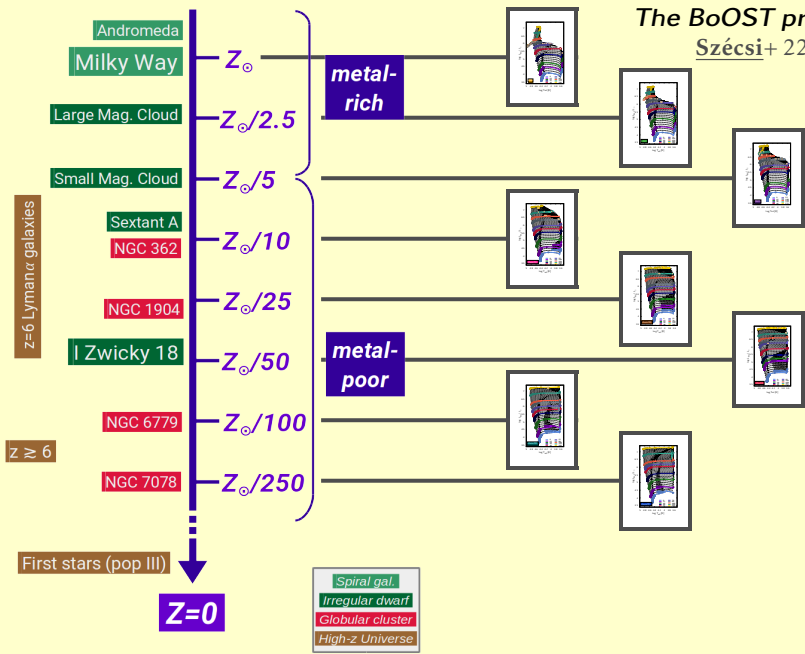 The BoOST pr
Szécsi+ 22
Andromeda
Milky Way
Z☉
metal-
rich
Large Mag. Cloud
Z☉/2.5
Small Mag. Cloud
Z☉/5
Sextant A
NGC 362
Z☉/10
z=6 Lymanα galaxies
NGC 1904
Z☉/25
I Zwicky 18
Z☉/50
metal-
poor
NGC 6779
Z☉/100
z ≳ 6
NGC 7078
Z☉/250
First stars (pop III)
Z=0
Spiral gal.
Irregular dwarf
Globular cluster
High-z Universe